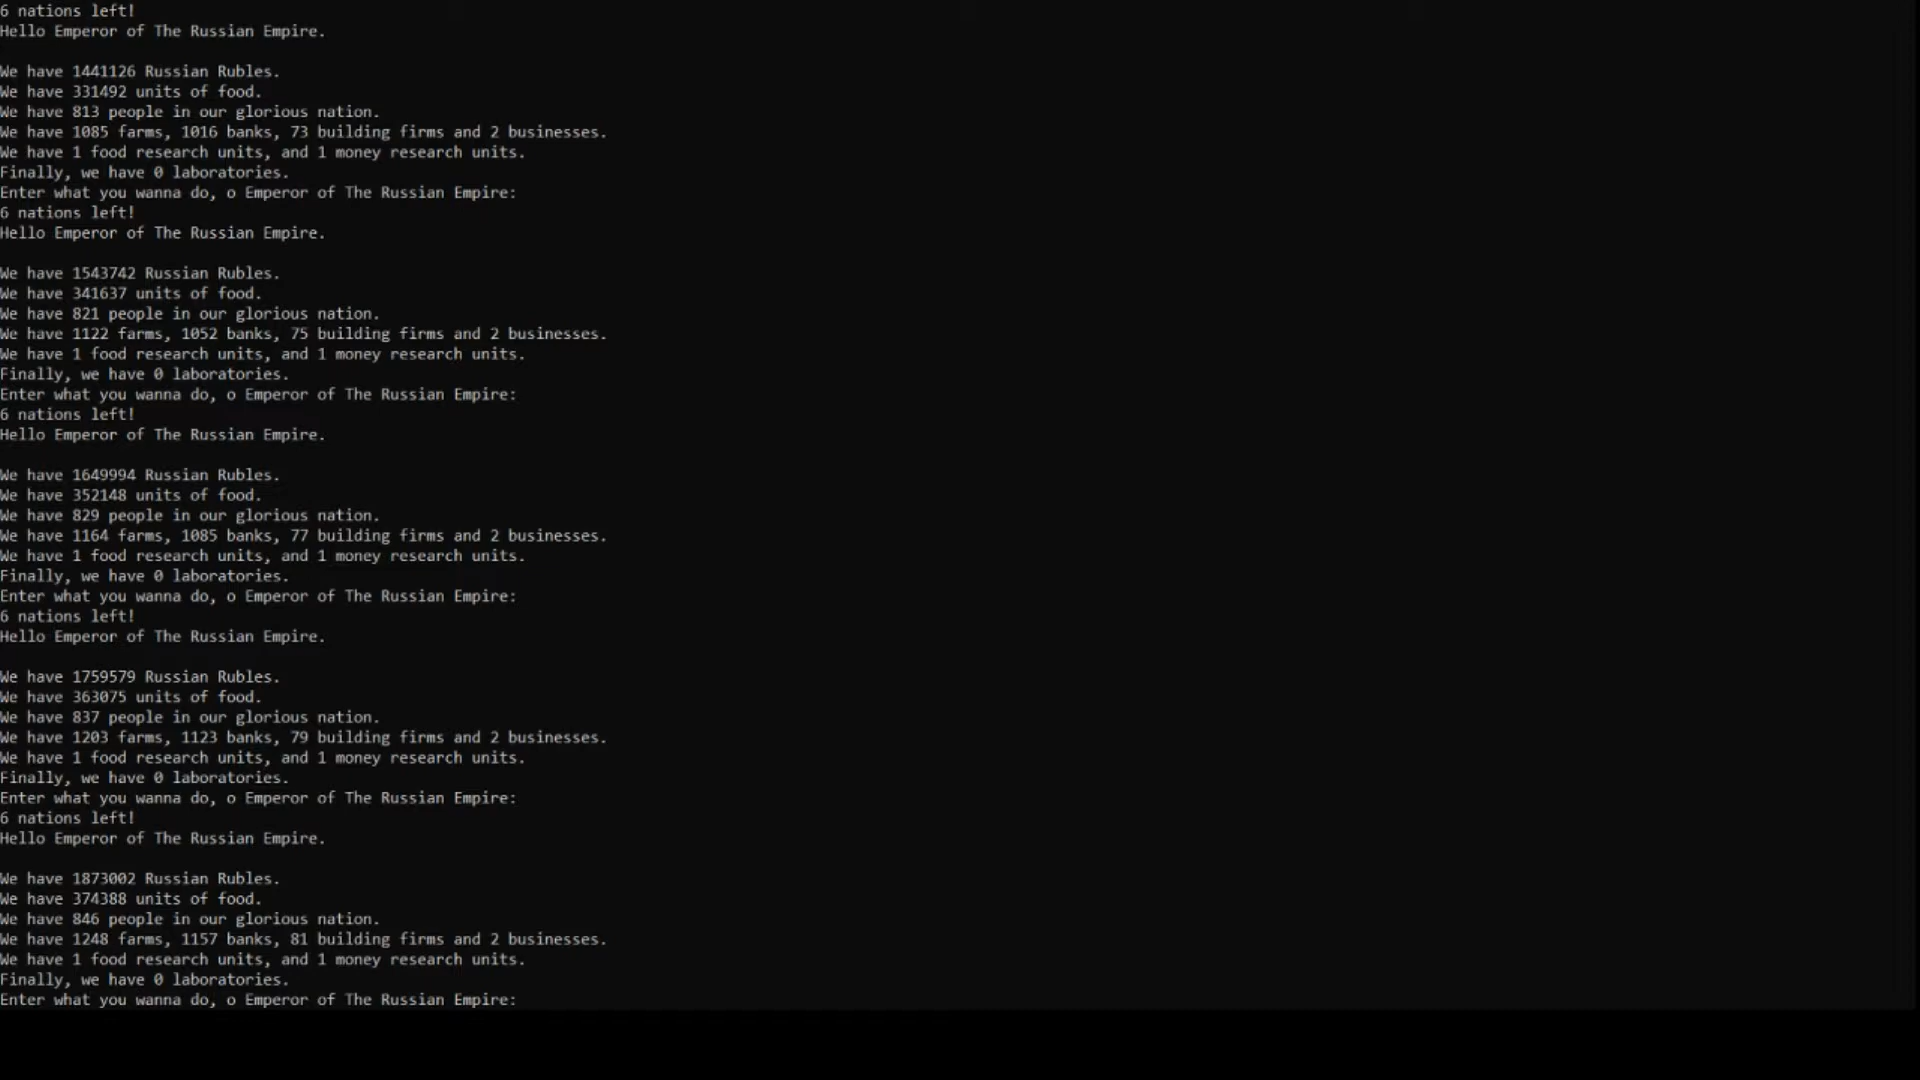 6 nations left!
Hello Emperor of The Russian Empire.
We have 1441126 Russian Rubles.
We have 331492 units of food.
We have 813 people in our glorious nation.
We have 1085 farms, 1016 banks, 73 building firms and 2 businesses.
We have 1 food research units, and 1 money research units.
Finally, we have 0 laboratories.
Enter what you wanna do, o Emperor of The Russian Empire:
6 nations left!
Hello Emperor of The Russian Empire.
We have 1543742 Russian Rubles.
We have 341637 units of food.
We have 821 people in our glorious nation.
We have 1122 farms, 1052 banks, 75 building firms and 2 businesses.
We have 1 food research units, and 1 money research units.
Finally, we have 0 laboratories.
Enter what you wanna do, o Emperor of The Russian Empire:
6 nations left!
Hello Emperor of The Russian Empire.
We have 1649994 Russian Rubles.
We have 352148 units of food.
We have 829 people in our glorious nation.
We have 1164 farms, 1085 banks, 77 building firms and 2 businesses.
We have 1 food research units, and 1 money research units.
Finally, we have 0 laboratories.
Enter what you wanna do, o Emperor of The Russian Empire:
6 nations left!
Hello Emperor of The Russian Empire.
We have 1759579 Russian Rubles.
We have 363075 units of food.
We have 837 people in our glorious nation.
We have 1203 farms, 1123 banks, 79 building firms and 2 businesses.
We have 1 food research units, and 1 money research units.
Finally, we have 0 laboratories.
Enter what you wanna do, o Emperor of The Russian Empire:
6 nations left!
Hello Emperor of The Russian Empire.
We have 1873002 Russian Rubles.
We have 374388 units of food.
We have 846 people in our glorious nation.
We have 1248 farms, 1157 banks, 81 building firms and 2 businesses.
We have 1 food research units, and 1 money research units.
Finally, we have 0 laboratories.
Enter what you wanna do, o Emperor of The Russian Empire: